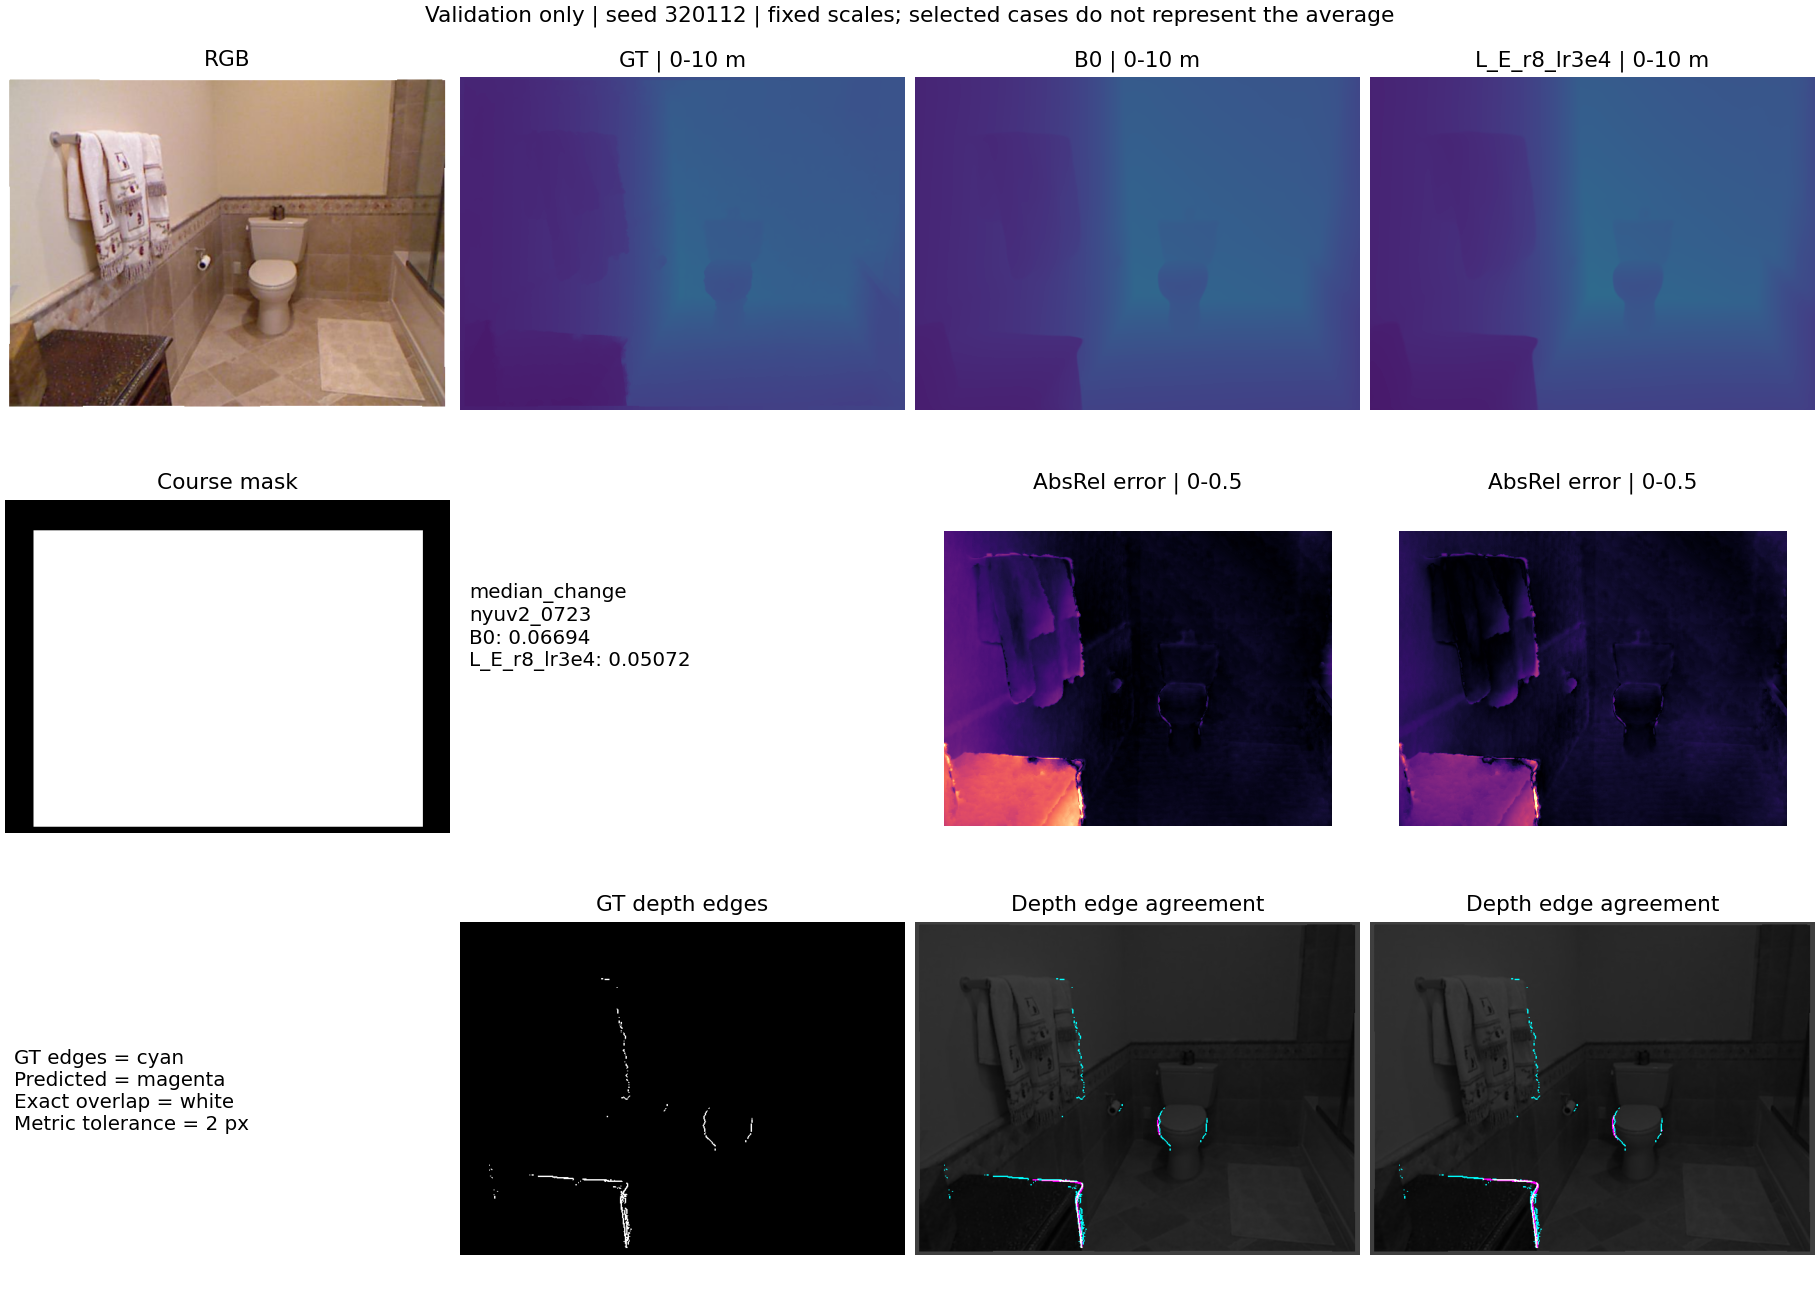 Validation only | seed 320112 | fixed scales; selected cases do not represent the average
RGB
GT | 0-10 m
B0 | 0-10 m
L_E_r8_lr3e4 | 0-10 m
Course mask
AbsRel error | 0-0.5
AbsRel error | 0-0.5
median_change
nyuv2_0723
B0: 0.06694
L_E_r8_lr3e4: 0.05072
GT depth edges
Depth edge agreement
Depth edge agreement
GT edges = cyan
Predicted = magenta
Exact overlap = white
Metric tolerance = 2 px